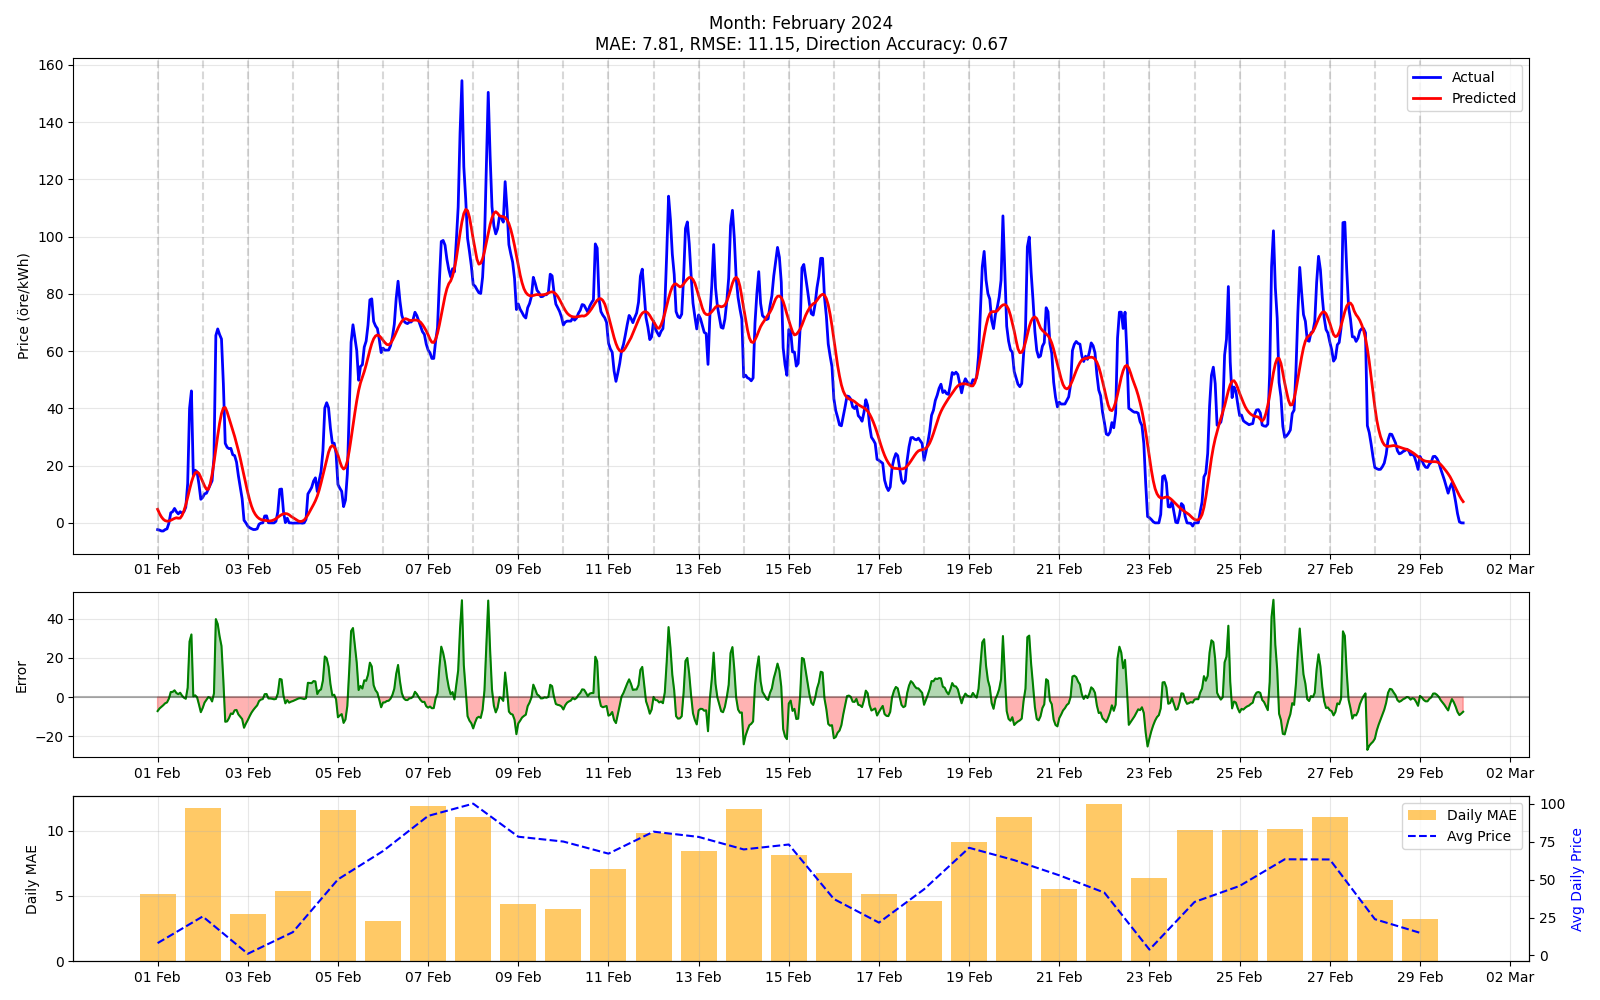 Month: February 2024
MAE: 7.81, RMSE: 11.15, Direction Accuracy: 0.67
Price (öre/kWh)
160
140
120
100
80
60
40
20
0
Actual
Predicted
01 Feb 03 Feb 05 Feb 07 Feb 09 Feb 11 Feb 13 Feb 15 Feb 17 Feb 19 Feb 21 Feb 23 Feb 25 Feb 27 Feb 29 Feb 02 Mar
Error
40
20
0
−20
01 Feb 03 Feb 05 Feb 07 Feb 09 Feb 11 Feb 13 Feb 15 Feb 17 Feb 19 Feb 21 Feb 23 Feb 25 Feb 27 Feb 29 Feb 02 Mar
Daily MAE
10
5
0
Daily MAE
Avg Price
100
75
50
25
0
Avg Daily Price
01 Feb 03 Feb 05 Feb 07 Feb 09 Feb 11 Feb 13 Feb 15 Feb 17 Feb 19 Feb 21 Feb 23 Feb 25 Feb 27 Feb 29 Feb 02 Mar